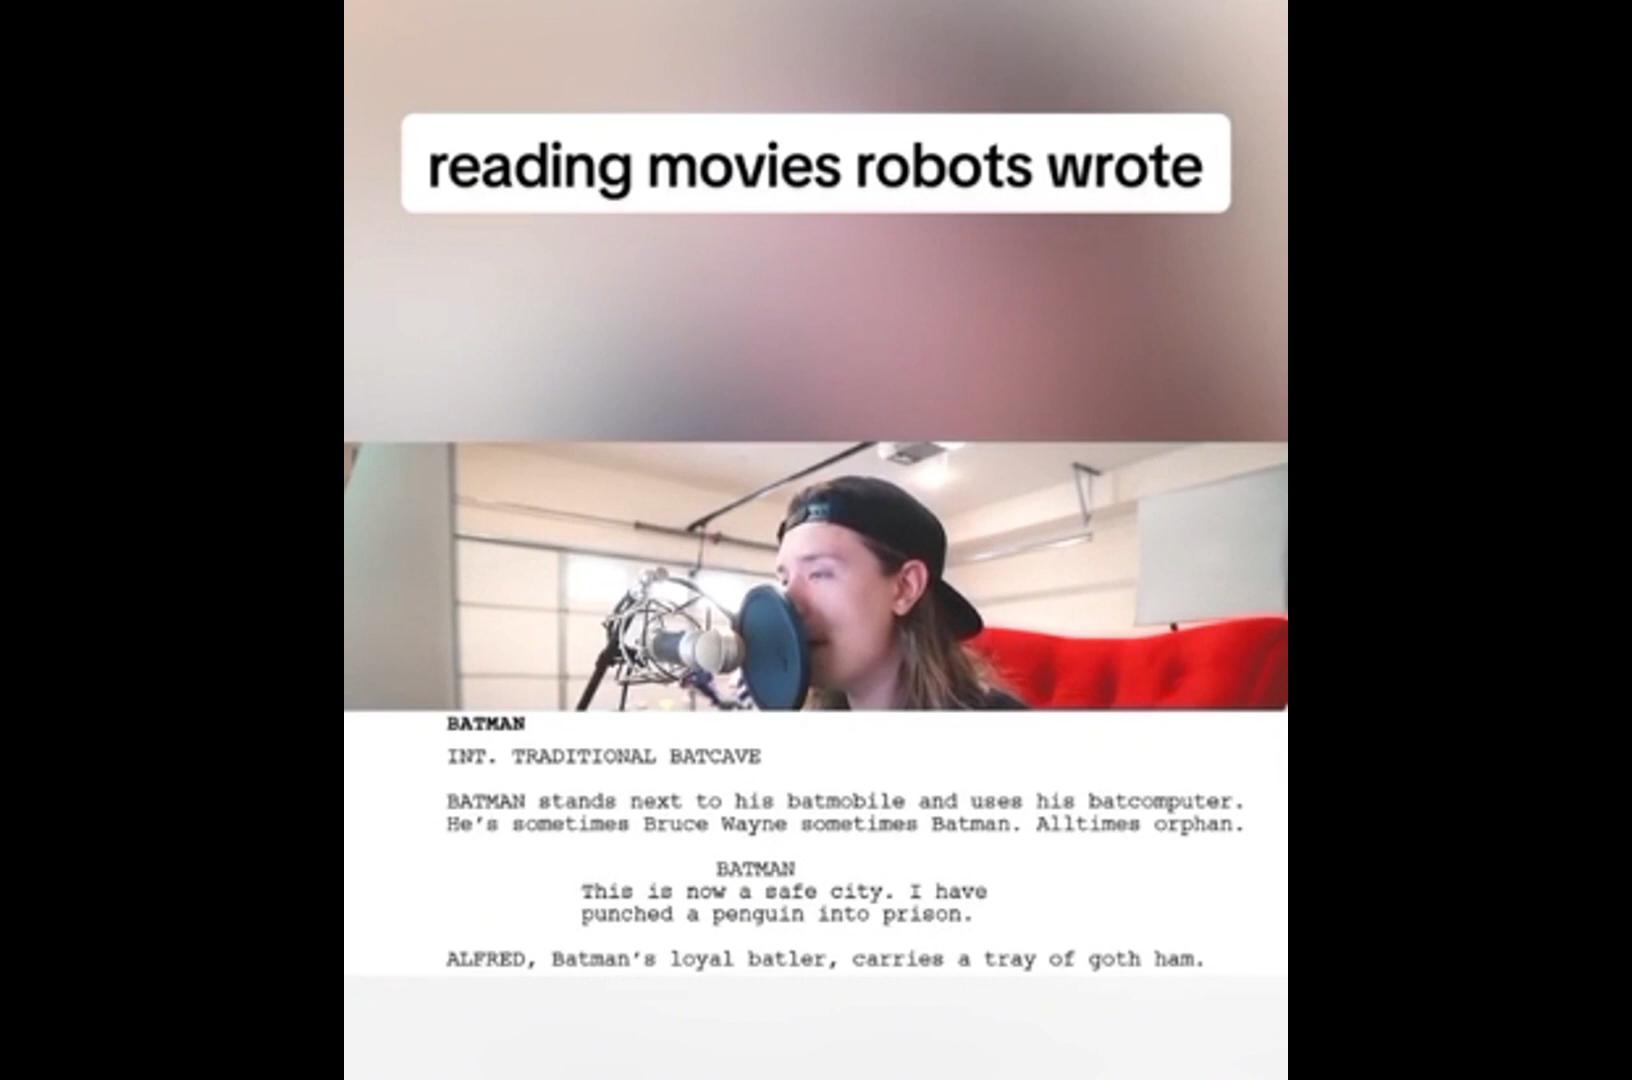 reading movies robots wrote
BATMAN
INT. TRADITIONAL BATCAVE
BATMAN stands next to his batmobile and uses his batcomputer.
He's sometimes Bruce Wayne sometimes Batman. Alltimes orphan.
BATMAN
This is now a safe city. I have
punched a penguin into prison.
ALFRED, Batman's loyal batler, carries a tray of goth ham.